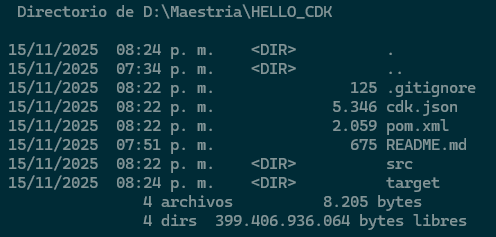 Directorio de D:\Maestria\HELLO_CDK
15/11/2025 08:24 p. m. <DIR> .
15/11/2025 07:34 p. m. <DIR> ..
15/11/2025 08:22 p. m. 125 .gitignore
15/11/2025 08:22 p. m. 5.346 cdk.json
15/11/2025 08:22 p. m. 2.059 pom.xml
15/11/2025 07:51 p. m. 675 README.md
15/11/2025 08:22 p. m. <DIR> src
15/11/2025 08:24 p. m. <DIR> target
4 archivos 8.205 bytes
4 dirs 399.406.936.064 bytes libres